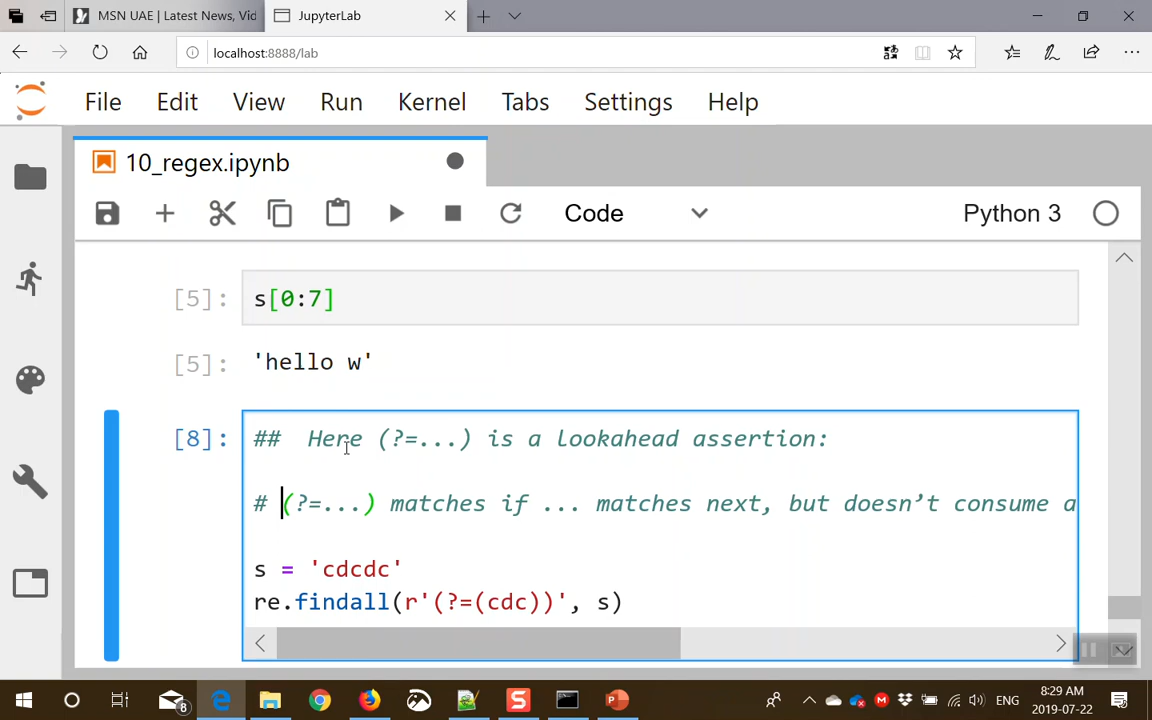 MSN UAE | Latest News, Vid
JupyterLab
localhost:8888/lab
File Edit View Run Kernel Tabs Settings Help
10_regex.ipynb
Code Python 3
[5]: s[0:7]
[5]: 'hello w'
[8]: ## Here (?=...) is a lookahead assertion:
# (?=...) matches if ... matches next, but doesn’t consume a
s = 'cdcdc'
re.findall(r'(?=(cdc))', s)
8
ENG
8:29 AM
2019-07-22